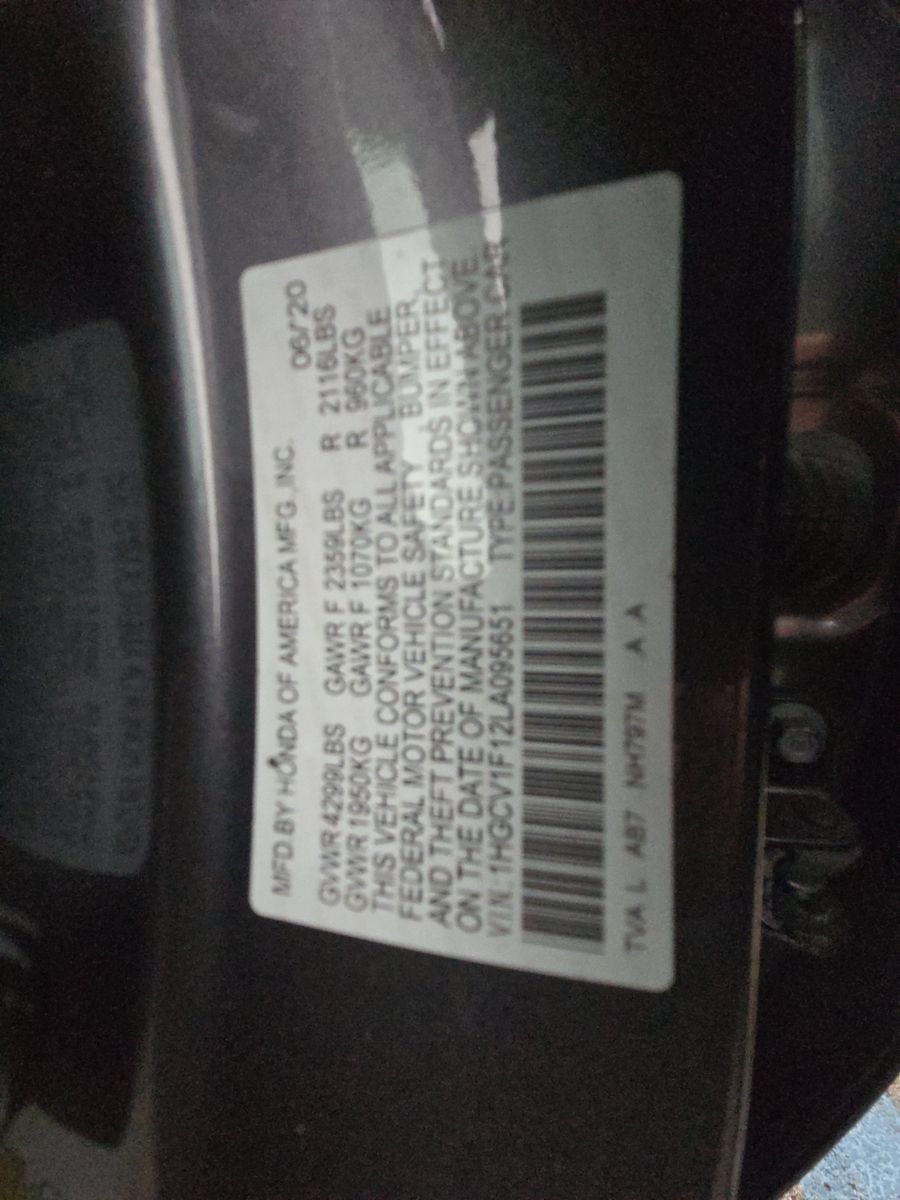 MFD. BY HONDA OF AMERICA MFG., INC. 06/'20
GVWR 4299LBS GAWR F 2359LBS R 2116LBS
GVWR 1950KG GAWR F 1070KG R 960KG
THIS VEHICLE CONFORMS TO ALL APPLICABLE
FEDERAL MOTOR VEHICLE SAFETY, BUMPER,
AND THEFT PREVENTION STANDARDS IN EFFECT
ON THE DATE OF MANUFACTURE SHOWN ABOVE.
V.I.N.: 1HGCV1F12LA095651 TYPE:PASSENGER CAR
TVA L AB7 NH797M A A